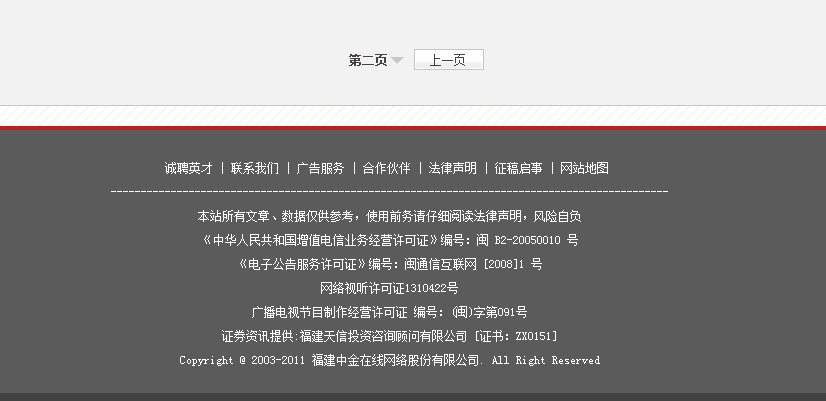 第二页 上一页
诚聘英才 | 联系我们 | 广告服务 | 合作伙伴 | 法律声明 | 征稿启事 | 网站地图
---------------------------------------------------------------------------------------------
本站所有文章、数据仅供参考，使用前务请仔细阅读法律声明，风险自负
《中华人民共和国增值电信业务经营许可证》编号：闽 B2-20050010 号
《电子公告服务许可证》编号：闽通信互联网 [2008]1 号
网络视听许可证1310422号
广播电视节目制作经营许可证 编号：(闽)字第091号
证券资讯提供:福建天信投资咨询顾问有限公司 [证书：ZX0151]
Copyright @ 2003-2011 福建中金在线网络股份有限公司. All Right Reserved